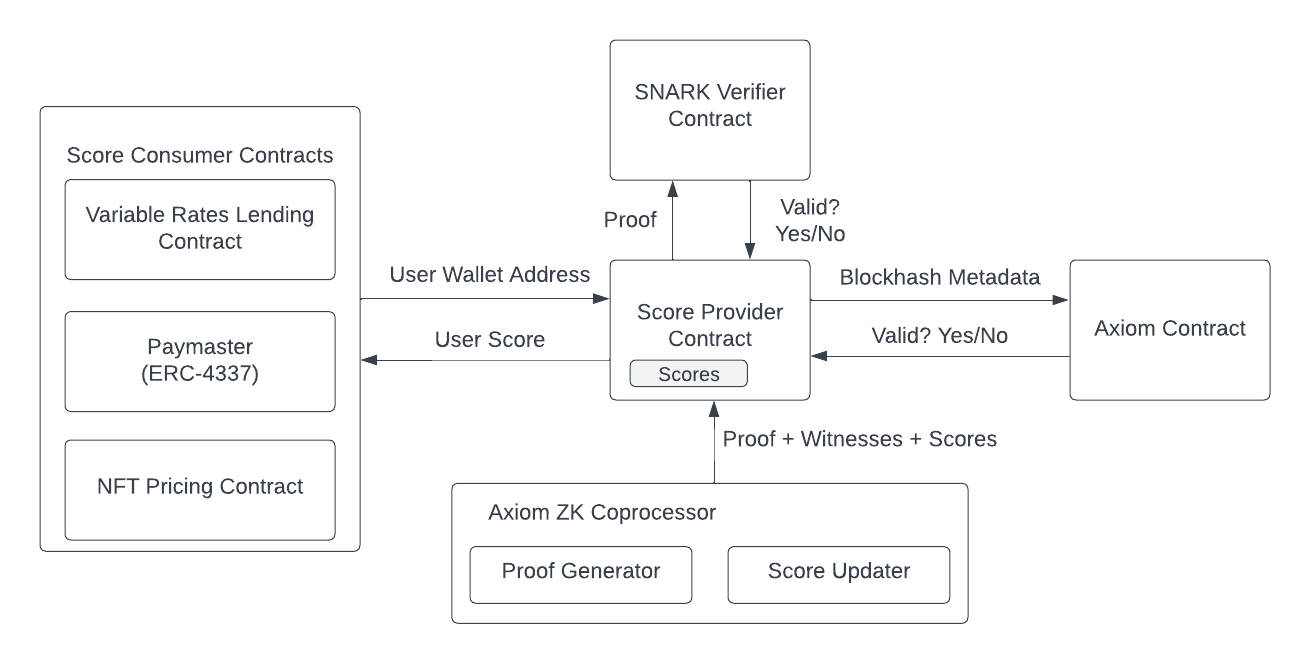 SNARK Verifier
Contract
Score Consumer Contracts
Variable Rates Lending
Contract
Paymaster
(ERC-4337)
NFT Pricing Contract
Proof
Valid?
Yes/No
User Wallet Address
User Score
Score Provider
Contract
Scores
Blockhash Metadata
Valid? Yes/No
Axiom Contract
Proof + Witnesses + Scores
Axiom ZK Coprocessor
Proof Generator
Score Updater